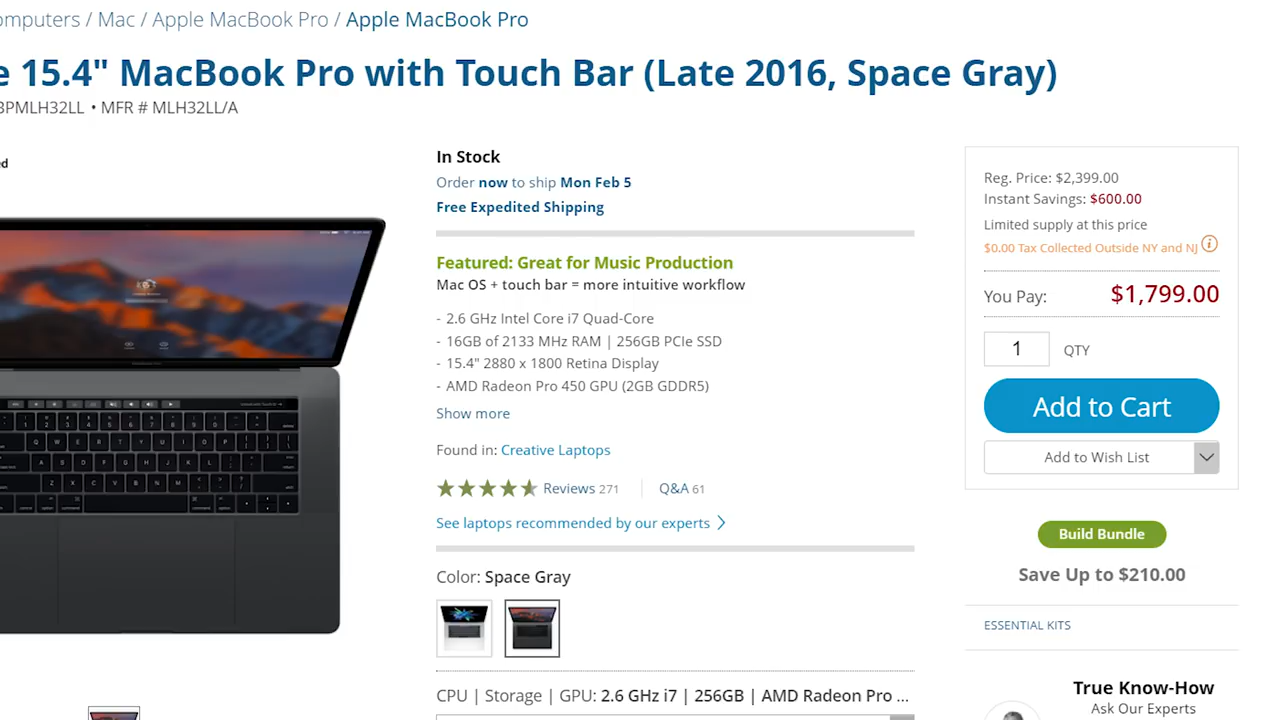 omputers / Mac / Apple MacBook Pro / Apple MacBook Pro
e 15.4" MacBook Pro with Touch Bar (Late 2016, Space Gray)
BPMLH32LL • MFR # MLH32LL/A
ed
In Stock
Order now to ship Mon Feb 5
Free Expedited Shipping
Featured: Great for Music Production
Mac OS + touch bar = more intuitive workflow
- 2.6 GHz Intel Core i7 Quad-Core
- 16GB of 2133 MHz RAM | 256GB PCIe SSD
- 15.4" 2880 x 1800 Retina Display
- AMD Radeon Pro 450 GPU (2GB GDDR5)
Show more
Found in: Creative Laptops
Reviews 271 Q&A 61
See laptops recommended by our experts
Color: Space Gray
CPU | Storage | GPU: 2.6 GHz i7 | 256GB | AMD Radeon Pro ...
Reg. Price: $2,399.00
Instant Savings: $600.00
Limited supply at this price
$0.00 Tax Collected Outside NY and NJ
You Pay: $1,799.00
1 QTY
Add to Cart
Add to Wish List
Build Bundle
Save Up to $210.00
ESSENTIAL KITS
True Know-How
Ask Our Experts